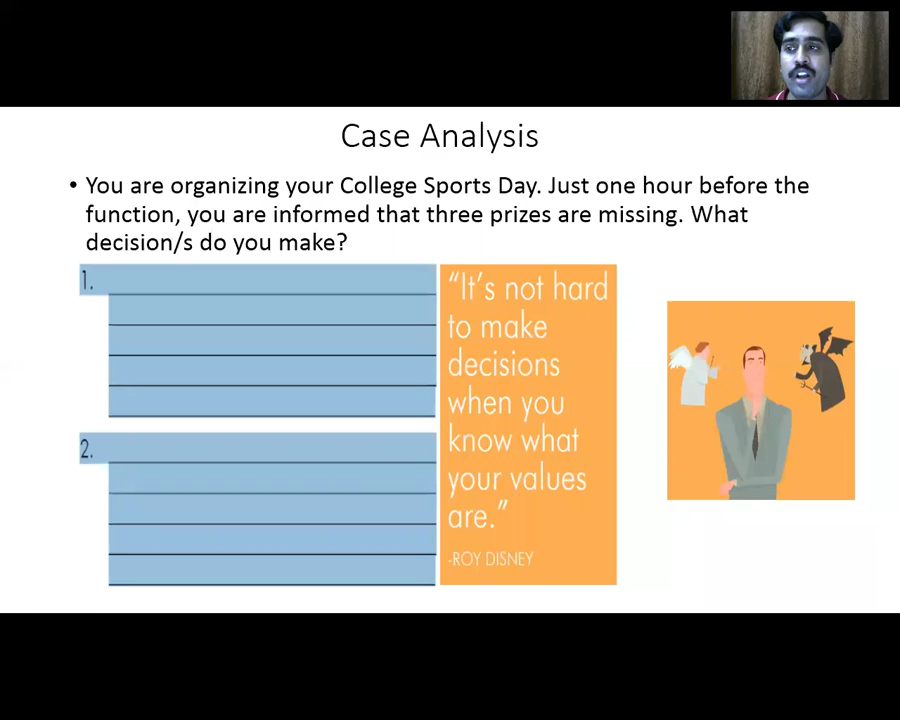 Case Analysis
• You are organizing your College Sports Day. Just one hour before the
function, you are informed that three prizes are missing. What
decision/s do you make?
1.
2.
“It’s not hard
to make
decisions
when you
know what
your values
are.”
-ROY DISNEY